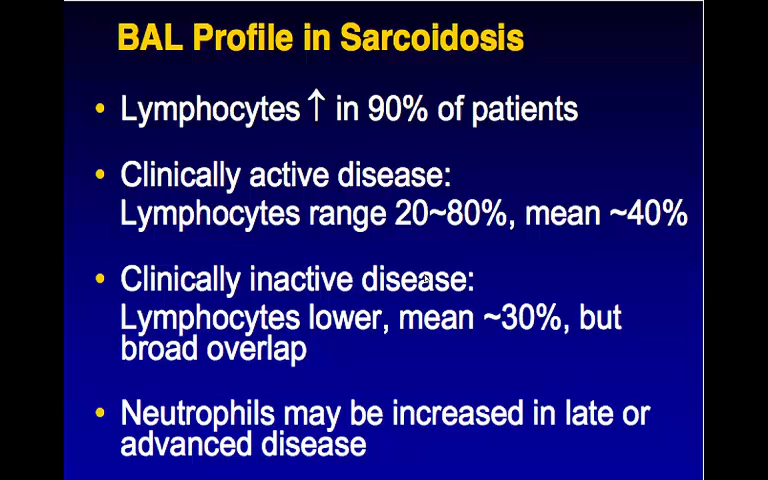 BAL Profile in Sarcoidosis
• Lymphocytes ↑ in 90% of patients
• Clinically active disease:
Lymphocytes range 20~80%, mean ~40%
• Clinically inactive disease:
Lymphocytes lower, mean ~30%, but
broad overlap
• Neutrophils may be increased in late or
advanced disease